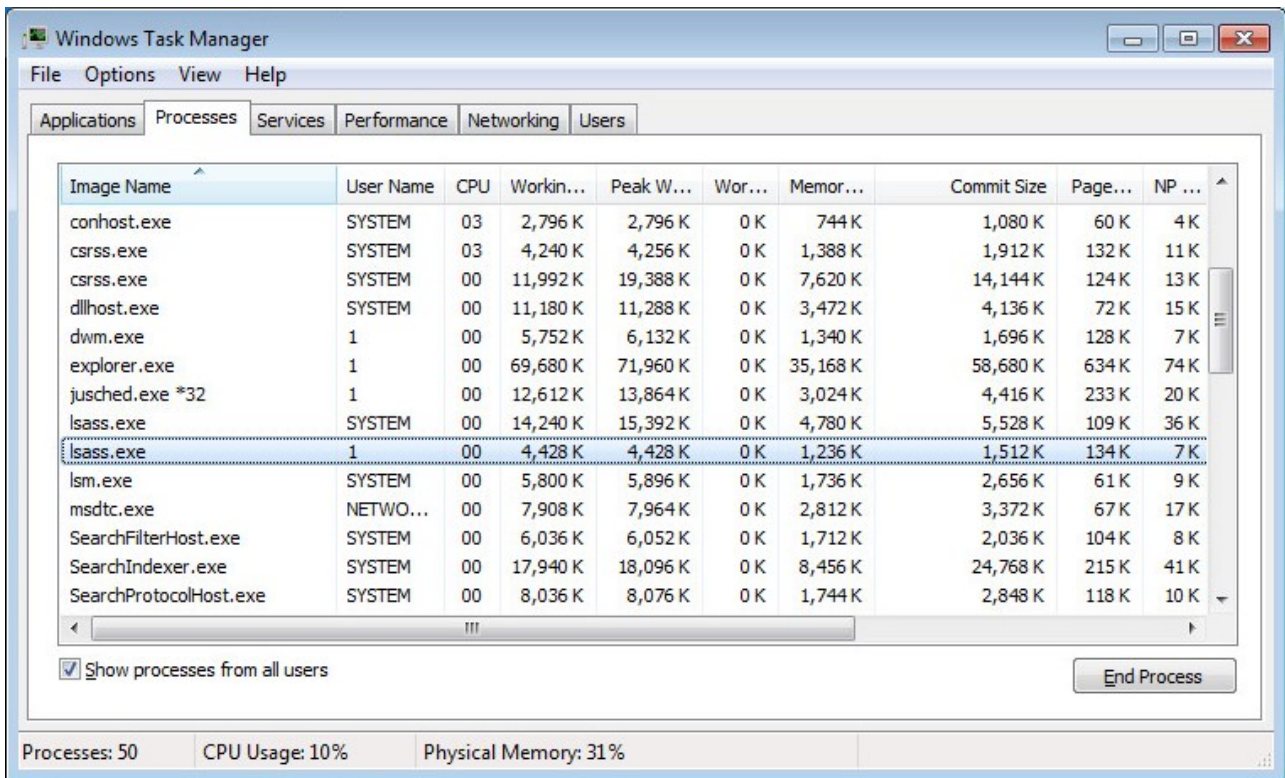 Windows Task Manager
File Options View Help
Applications Processes Services Performance Networking Users
Image Name User Name CPU Workin... Peak W... Wor... Memor... Commit Size Page... NP ...
conhost.exe SYSTEM 03 2,796 K 2,796 K 0 K 744 K 1,080 K 60 K 4 K
csrss.exe SYSTEM 03 4,240 K 4,256 K 0 K 1,388 K 1,912 K 132 K 11 K
csrss.exe SYSTEM 00 11,992 K 19,388 K 0 K 7,620 K 14,144 K 124 K 13 K
dllhost.exe SYSTEM 00 11,180 K 11,288 K 0 K 3,472 K 4,136 K 72 K 15 K
dwm.exe 1 00 5,752 K 6,132 K 0 K 1,340 K 1,696 K 128 K 7 K
explorer.exe 1 00 69,680 K 71,960 K 0 K 35,168 K 58,680 K 634 K 74 K
jusched.exe *32 1 00 12,612 K 13,864 K 0 K 3,024 K 4,416 K 233 K 20 K
lsass.exe SYSTEM 00 14,240 K 15,392 K 0 K 4,780 K 5,528 K 109 K 36 K
lsass.exe 1 00 4,428 K 4,428 K 0 K 1,236 K 1,512 K 134 K 7 K
lsm.exe SYSTEM 00 5,800 K 5,896 K 0 K 1,736 K 2,656 K 61 K 9 K
msdtc.exe NETWO... 00 7,908 K 7,964 K 0 K 2,812 K 3,372 K 67 K 17 K
SearchFilterHost.exe SYSTEM 00 6,036 K 6,052 K 0 K 1,712 K 2,036 K 104 K 8 K
SearchIndexer.exe SYSTEM 00 17,940 K 18,096 K 0 K 8,456 K 24,768 K 215 K 41 K
SearchProtocolHost.exe SYSTEM 00 8,036 K 8,076 K 0 K 1,744 K 2,848 K 118 K 10 K
Show processes from all users
End Process
Processes: 50 CPU Usage: 10% Physical Memory: 31%